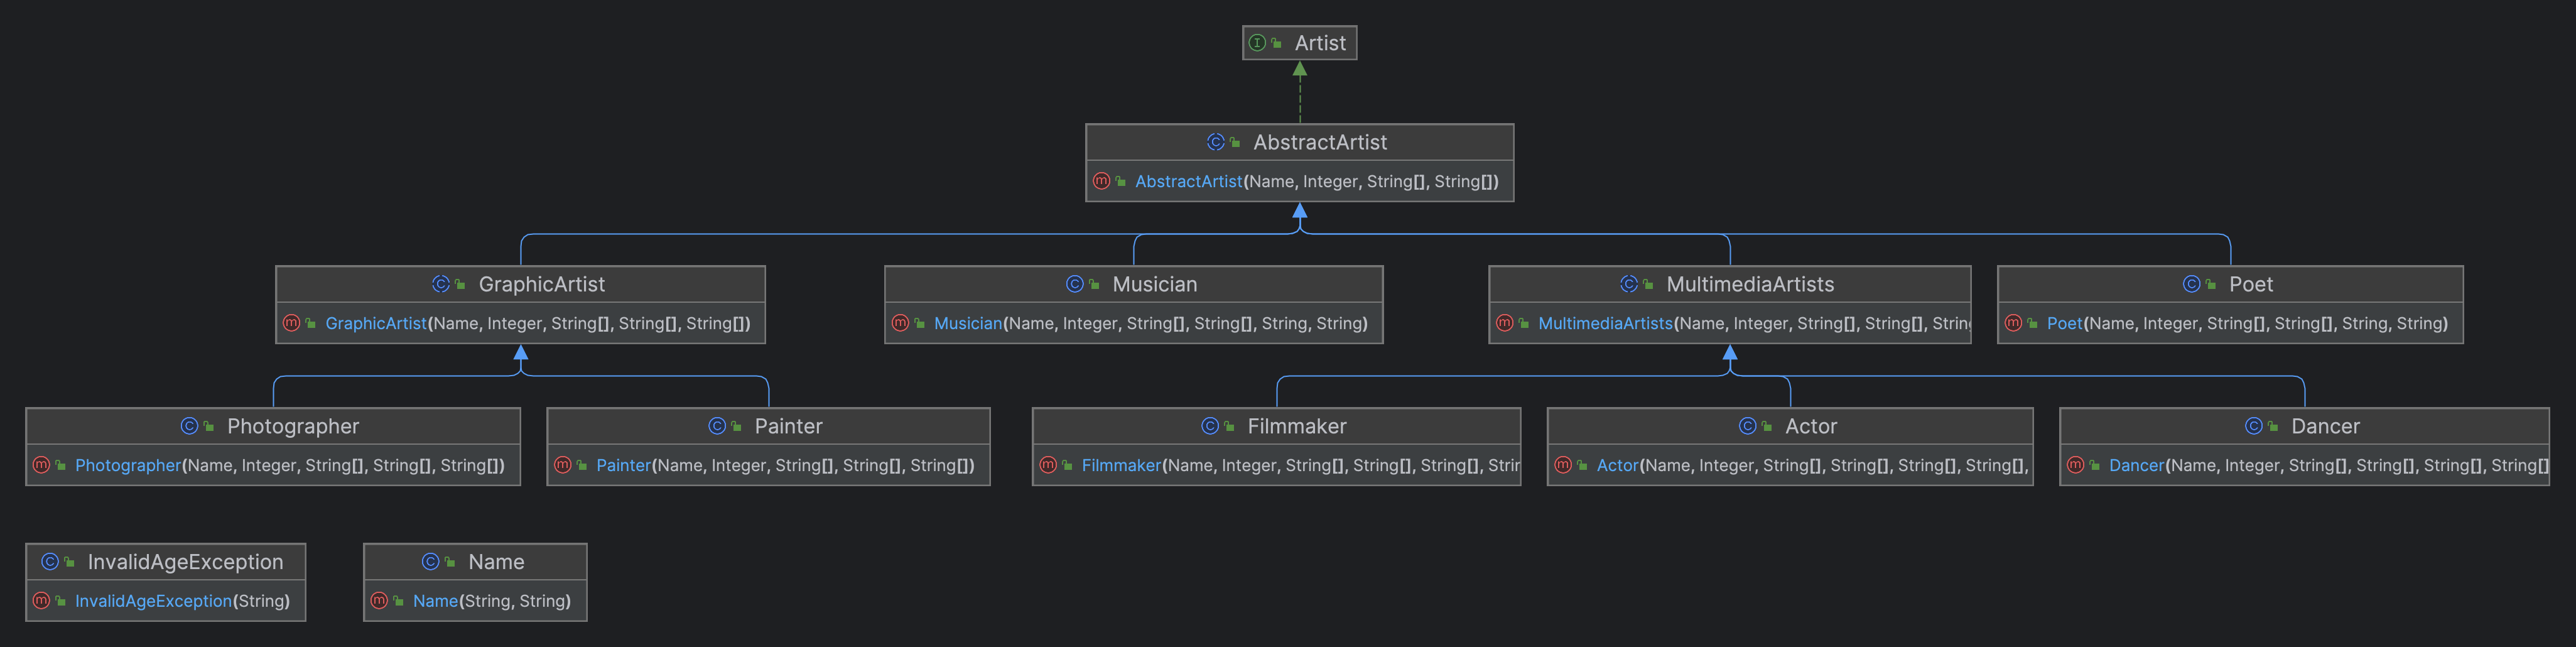 Artist
AbstractArtist
AbstractArtist(Name, Integer, String[], String[])
GraphicArtist
GraphicArtist(Name, Integer, String[], String[], String[])
Musician
Musician(Name, Integer, String[], String[], String, String)
MultimediaArtists
MultimediaArtists(Name, Integer, String[], String[], String
Poet
Poet(Name, Integer, String[], String[], String, String)
Photographer
Photographer(Name, Integer, String[], String[], String[])
Painter
Painter(Name, Integer, String[], String[], String[])
Filmmaker
Filmmaker(Name, Integer, String[], String[], String[], Strin
Actor
Actor(Name, Integer, String[], String[], String[], String[],
Dancer
Dancer(Name, Integer, String[], String[], String[], String[]
InvalidAgeException
InvalidAgeException(String)
Name
Name(String, String)